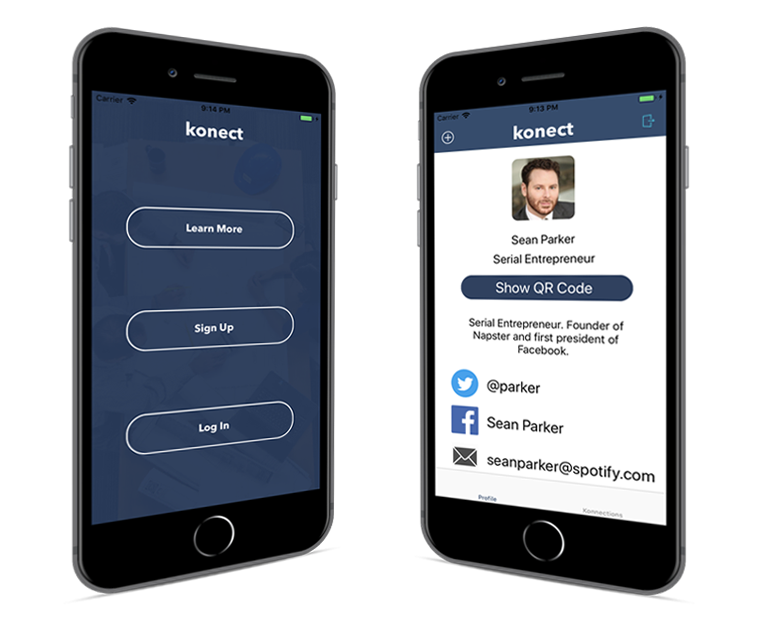 Carrier
9:14 PM
konect
Learn More
Sign Up
Log In
Carrier
9:13 PM
konect
Sean Parker
Serial Entrepreneur
Show QR Code
Serial Entrepreneur. Founder of
Napster and first president of
Facebook.
@parker
Sean Parker
seanparker@spotify.com
Profile
Konnections